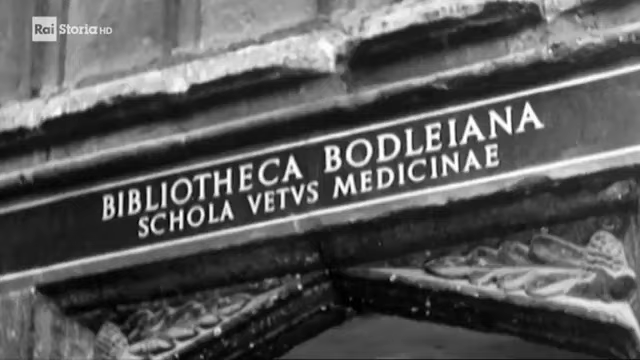 Rai Storia HD
BIBLIOTHECA BODLEIANA
SCHOLA VETVS MEDICINAE